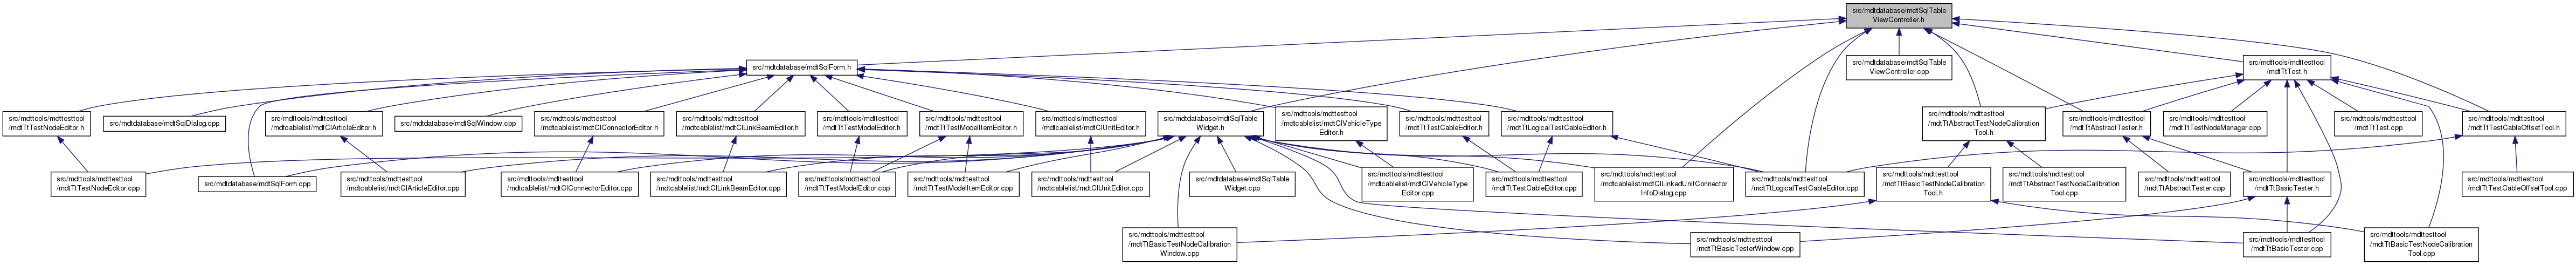 src/mdtdatabase/mdtSqlTable
ViewController.h
src/mdtdatabase/mdtSqlForm.h
src/mdtdatabase/mdtSqlTable
ViewController.cpp
src/mdttools/mdttesttool
/mdtTtTest.h
src/mdttools/mdttesttool
/mdtTtTestNodeEditor.h
src/mdtdatabase/mdtSqlDialog.cpp
src/mdttools/mdttesttool
/mdtcablelist/mdtClArticleEditor.h
src/mdtdatabase/mdtSqlWindow.cpp
src/mdttools/mdttesttool
/mdtcablelist/mdtClConnectorEditor.h
src/mdttools/mdttesttool
/mdtcablelist/mdtClLinkBeamEditor.h
src/mdttools/mdttesttool
/mdtTtTestModelEditor.h
src/mdttools/mdttesttool
/mdtTtTestModelItemEditor.h
src/mdttools/mdttesttool
/mdtcablelist/mdtClUnitEditor.h
src/mdtdatabase/mdtSqlTable
Widget.h
src/mdttools/mdttesttool
/mdtcablelist/mdtClVehicleType
Editor.h
src/mdttools/mdttesttool
/mdtTtTestCableEditor.h
src/mdttools/mdttesttool
/mdtTtLogicalTestCableEditor.h
src/mdttools/mdttesttool
/mdtTtAbstractTestNodeCalibration
Tool.h
src/mdttools/mdttesttool
/mdtTtAbstractTester.h
src/mdttools/mdttesttool
/mdtTtTestNodeManager.cpp
src/mdttools/mdttesttool
/mdtTtTest.cpp
src/mdttools/mdttesttool
/mdtTtTestCableOffsetTool.h
src/mdttools/mdttesttool
/mdtTtTestNodeEditor.cpp
src/mdtdatabase/mdtSqlForm.cpp
src/mdttools/mdttesttool
/mdtcablelist/mdtClArticleEditor.cpp
src/mdttools/mdttesttool
/mdtcablelist/mdtClConnectorEditor.cpp
src/mdttools/mdttesttool
/mdtcablelist/mdtClLinkBeamEditor.cpp
src/mdttools/mdttesttool
/mdtTtTestModelEditor.cpp
src/mdttools/mdttesttool
/mdtTtTestModelItemEditor.cpp
src/mdttools/mdttesttool
/mdtcablelist/mdtClUnitEditor.cpp
src/mdtdatabase/mdtSqlTable
Widget.cpp
src/mdttools/mdttesttool
/mdtcablelist/mdtClVehicleType
Editor.cpp
src/mdttools/mdttesttool
/mdtTtTestCableEditor.cpp
src/mdttools/mdttesttool
/mdtcablelist/mdtClLinkedUnitConnector
InfoDialog.cpp
src/mdttools/mdttesttool
/mdtTtLogicalTestCableEditor.cpp
src/mdttools/mdttesttool
/mdtTtBasicTestNodeCalibration
Tool.h
src/mdttools/mdttesttool
/mdtTtAbstractTestNodeCalibration
Tool.cpp
src/mdttools/mdttesttool
/mdtTtAbstractTester.cpp
src/mdttools/mdttesttool
/mdtTtBasicTester.h
src/mdttools/mdttesttool
/mdtTtTestCableOffsetTool.cpp
src/mdttools/mdttesttool
/mdtTtBasicTestNodeCalibration
Window.cpp
src/mdttools/mdttesttool
/mdtTtBasicTesterWindow.cpp
src/mdttools/mdttesttool
/mdtTtBasicTester.cpp
src/mdttools/mdttesttool
/mdtTtBasicTestNodeCalibration
Tool.cpp